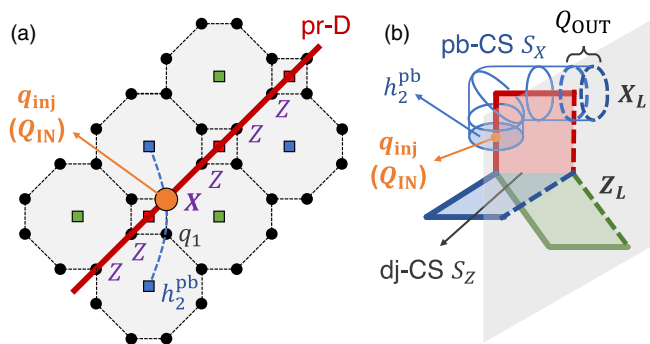 (a)
pr-D
q_inj
(Q_IN)
Z
Z
Z
X
Z
q_1
Z
h_2^pb
(b)
pb-CS S_X
Q_OUT
h_2^pb
X_L
q_inj
(Q_IN)
Z_L
dj-CS S_Z